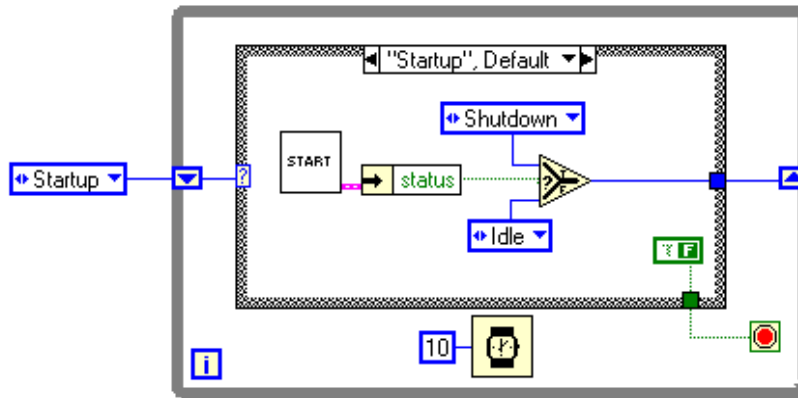 "Startup", Default
Shutdown
START
status
?
T
F
Startup
?
Idle
F
10
i